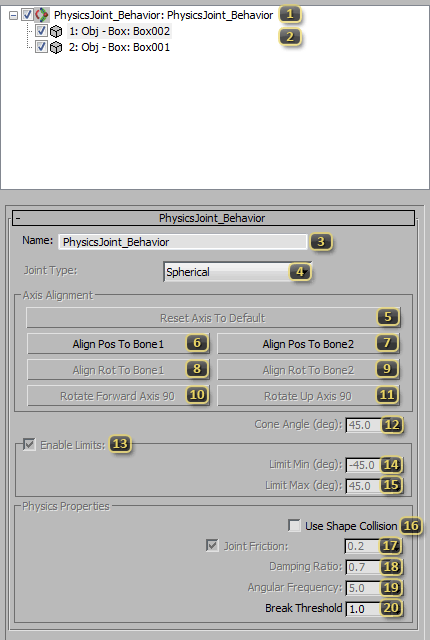 PhysicsJoint_Behavior: PhysicsJoint_Behavior 1
1: Obj - Box: Box002 2
2: Obj - Box: Box001
- PhysicsJoint_Behavior
Name: PhysicsJoint_Behavior 3
Joint Type: Spherical 4
Axis Alignment
Reset Axis To Default 5
Align Pos To Bone1 6 Align Pos To Bone2 7
Align Rot To Bone1 8 Align Rot To Bone2 9
Rotate Forward Axis 90 10 Rotate Up Axis 90 11
Cone Angle (deg): 45.0 12
Enable Limits: 13
Limit Min (deg): -45.0 14
Limit Max (deg): 45.0 15
Physics Properties
Use Shape Collision 16
Joint Friction: 0.2 17
Damping Ratio: 0.7 18
Angular Frequency: 5.0 19
Break Threshold 1.0 20